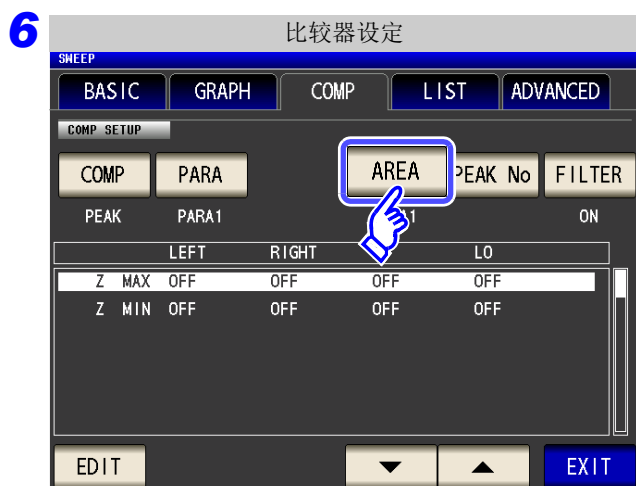 6
比较器设定
SWEEP
BASIC GRAPH COMP LIST ADVANCED
COMP SETUP
COMP PARA AREA PEAK No FILTER
PEAK PARA1 1 ON
LEFT RIGHT LO
Z MAX OFF OFF OFF OFF
Z MIN OFF OFF OFF OFF
EDIT EXIT